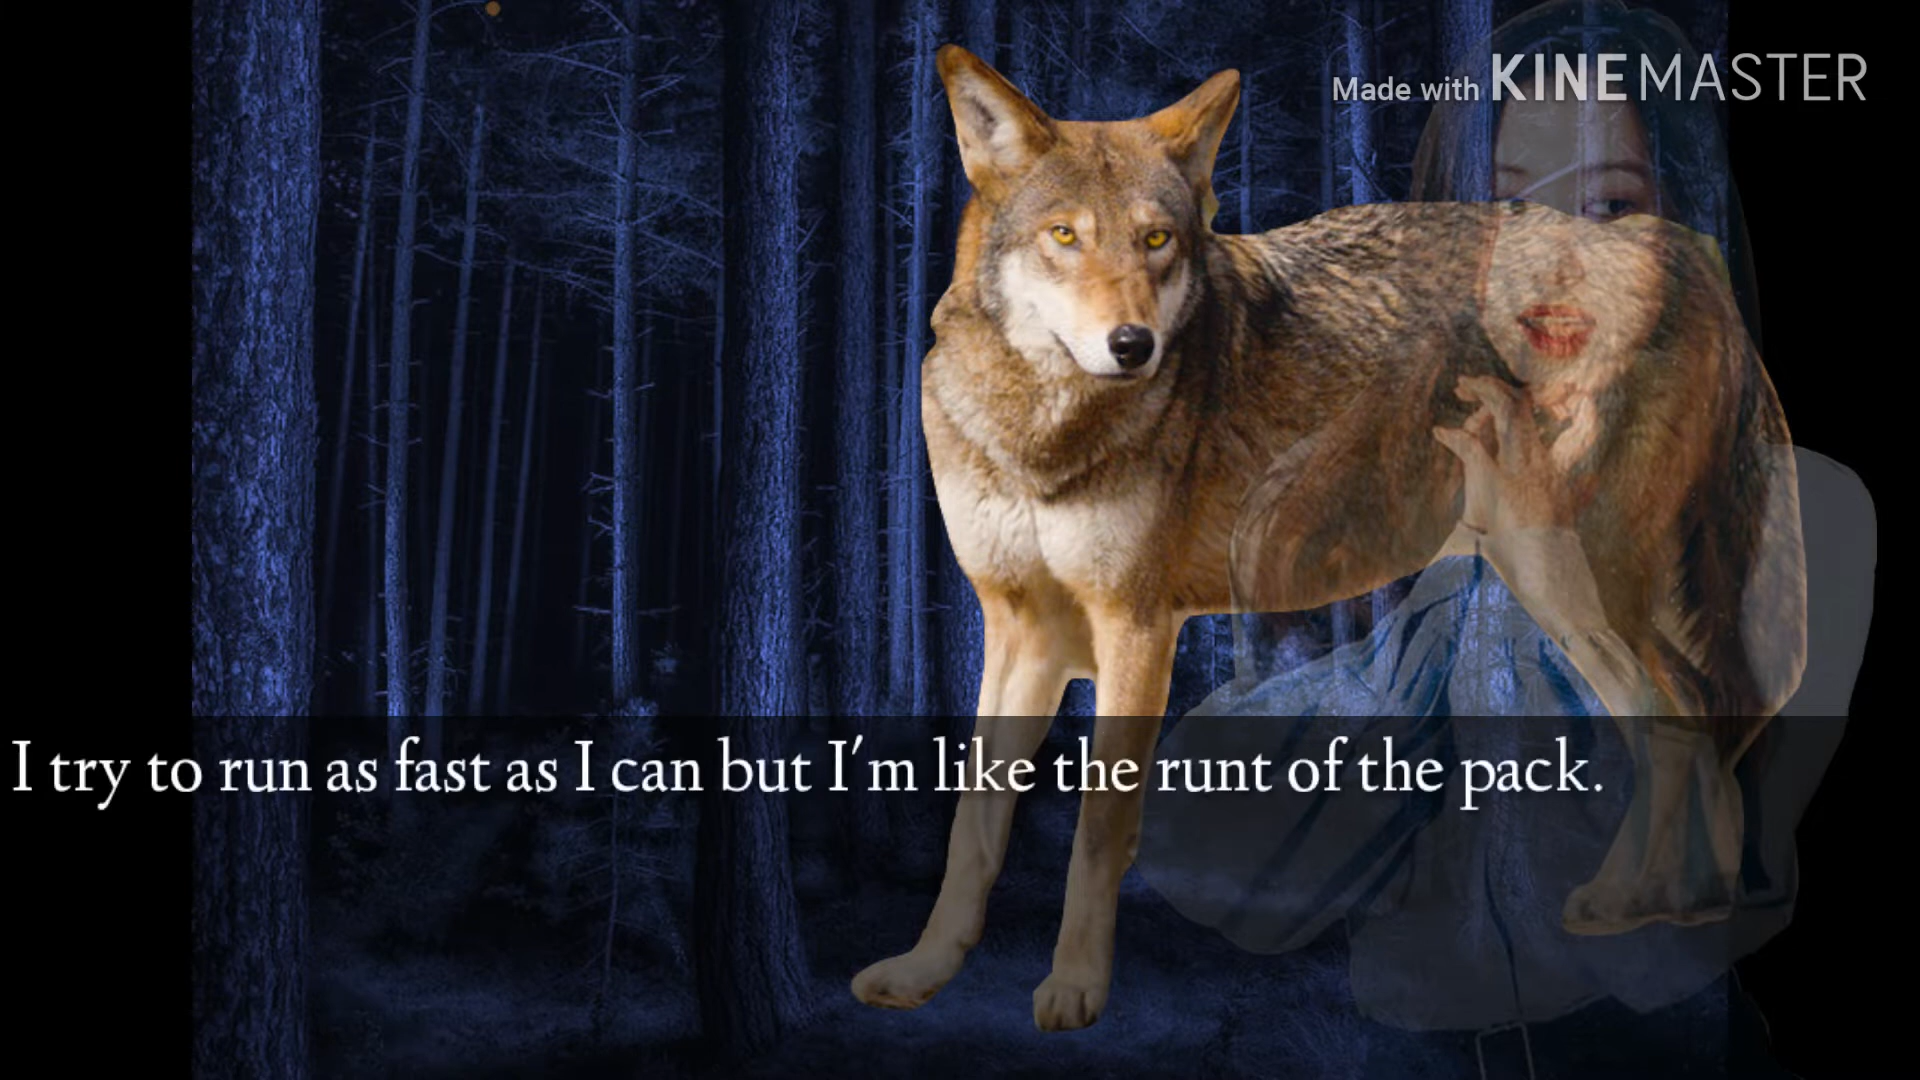 Made with KINEMASTER
I try to run as fast as I can but I'm like the runt of the pack.